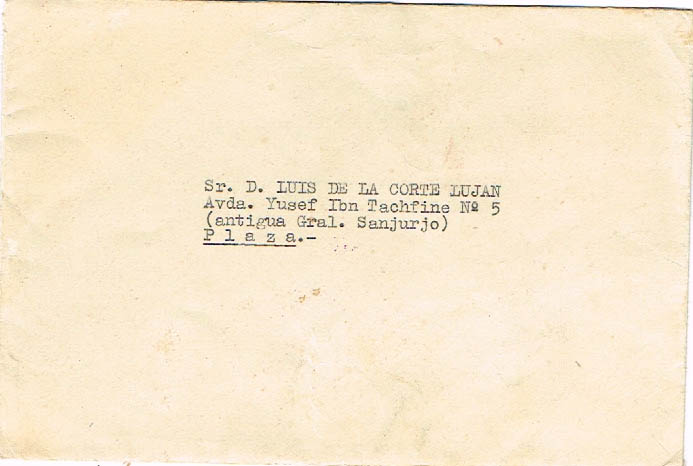 Sr. D. LUIS DE LA CORTE LUJAN
Avda. Yusef Ibn Tachfine Nº 5
(antigua Gral. Sanjurjo)
P l a z a.-